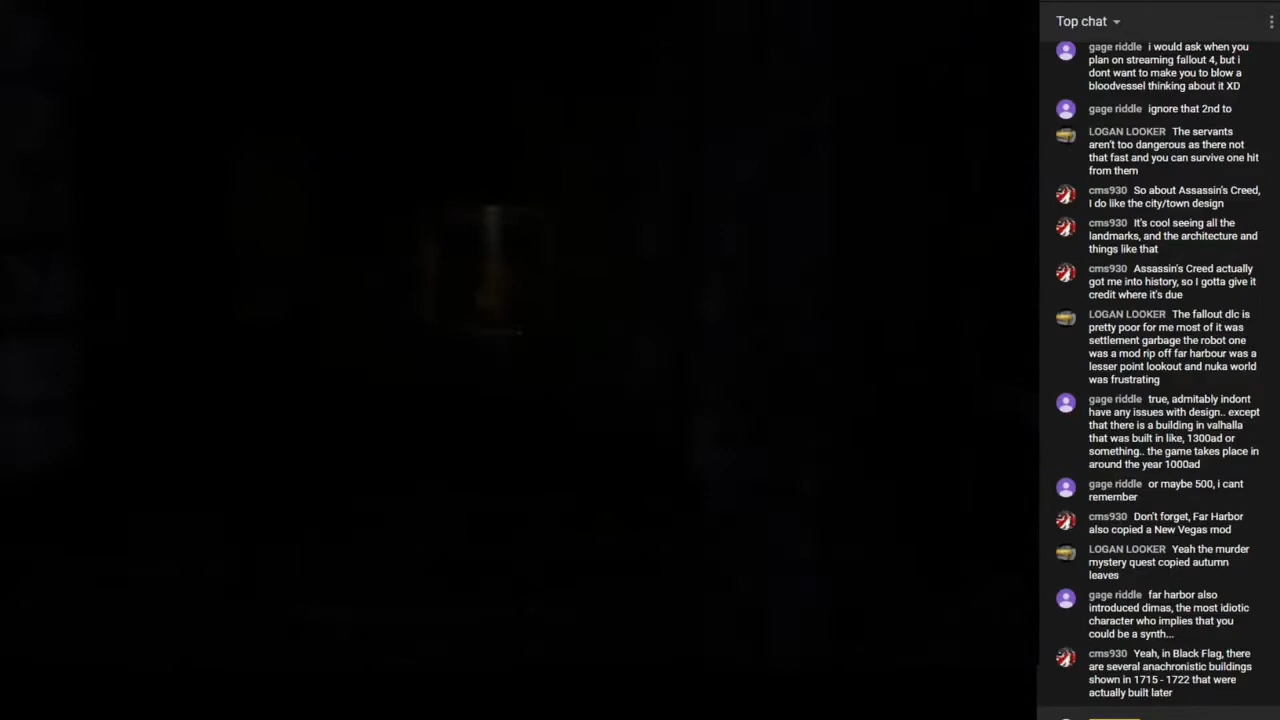 Top chat
gage riddle i would ask when you
plan on streaming fallout 4, but i
dont want to make you to blow a
bloodvessel thinking about it XD
gage riddle ignore that 2nd to
LOGAN LOOKER The servants
aren't too dangerous as there not
that fast and you can survive one hit
from them
cms930 So about Assassin's Creed,
I do like the city/town design
cms930 It's cool seeing all the
landmarks, and the architecture and
things like that
cms930 Assassin's Creed actually
got me into history, so I gotta give it
credit where it's due
LOGAN LOOKER The fallout dlc is
pretty poor for me most of it was
settlement garbage the robot one
was a mod rip off far harbour was a
lesser point lookout and nuka world
was frustrating
gage riddle true, admitably indont
have any issues with design.. except
that there is a building in valhalla
that was built in like, 1300ad or
something.. the game takes place in
around the year 1000ad
gage riddle or maybe 500, i cant
remember
cms930 Don't forget, Far Harbor
also copied a New Vegas mod
LOGAN LOOKER Yeah the murder
mystery quest copied autumn
leaves
gage riddle far harbor also
introduced dimas, the most idiotic
character who implies that you
could be a synth...
cms930 Yeah, in Black Flag, there
are several anachronistic buildings
shown in 1715 - 1722 that were
actually built later